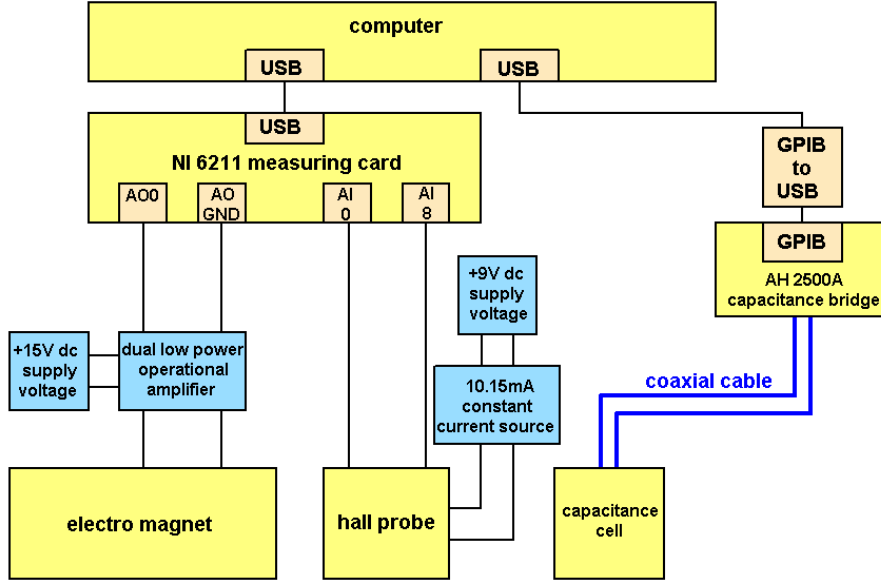 computer
USB
USB
USB
NI 6211 measuring card
AO0
AO
GND
AI
0
AI
8
GPIB
to
USB
GPIB
AH 2500A
capacitance bridge
+9V dc
supply
voltage
+15V dc
supply
voltage
dual low power
operational
amplifier
10.15mA
constant
current source
coaxial cable
electro magnet
hall probe
capacitance
cell